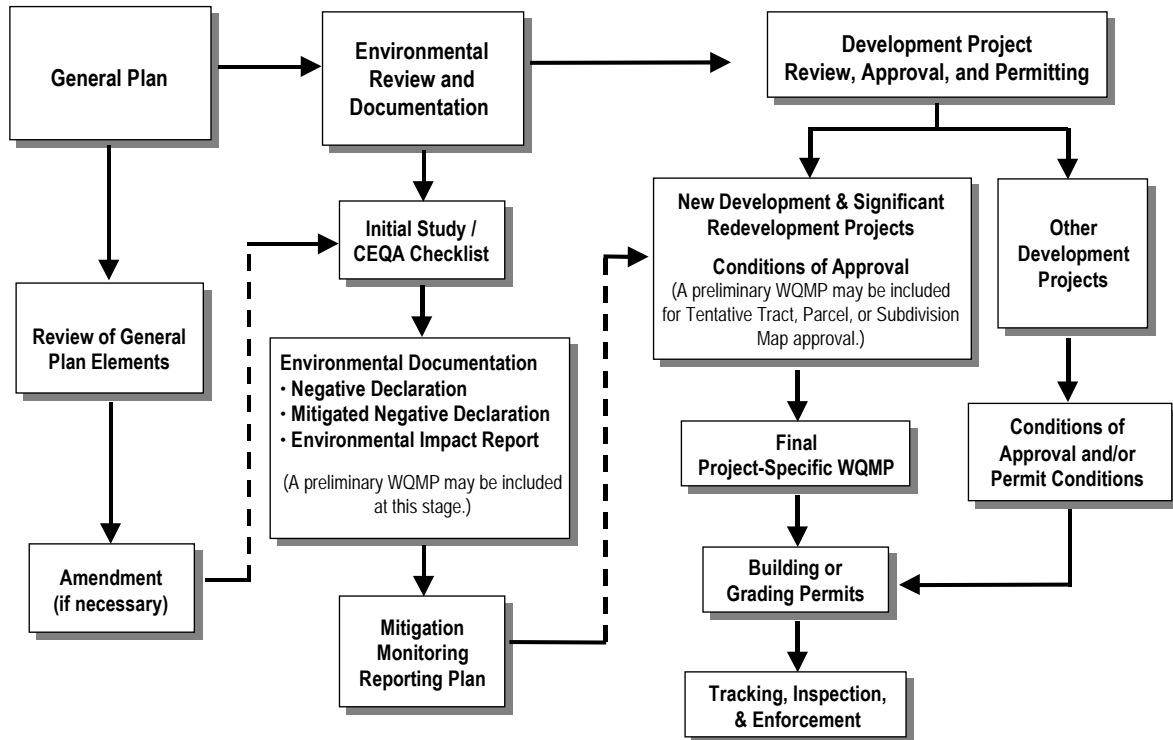 General Plan
Environmental
Review and
Documentation
Development Project
Review, Approval, and Permitting
Initial Study /
CEQA Checklist
New Development & Significant
Redevelopment Projects
Conditions of Approval
(A preliminary WQMP may be included
for Tentative Tract, Parcel, or Subdivision
Map approval.)
Other
Development
Projects
Review of General
Plan Elements
Environmental Documentation
• Negative Declaration
• Mitigated Negative Declaration
• Environmental Impact Report
(A preliminary WQMP may be included
at this stage.)
Final
Project-Specific WQMP
Conditions of
Approval and/or
Permit Conditions
Amendment
(if necessary)
Building or
Grading Permits
Mitigation
Monitoring
Reporting Plan
Tracking, Inspection,
& Enforcement